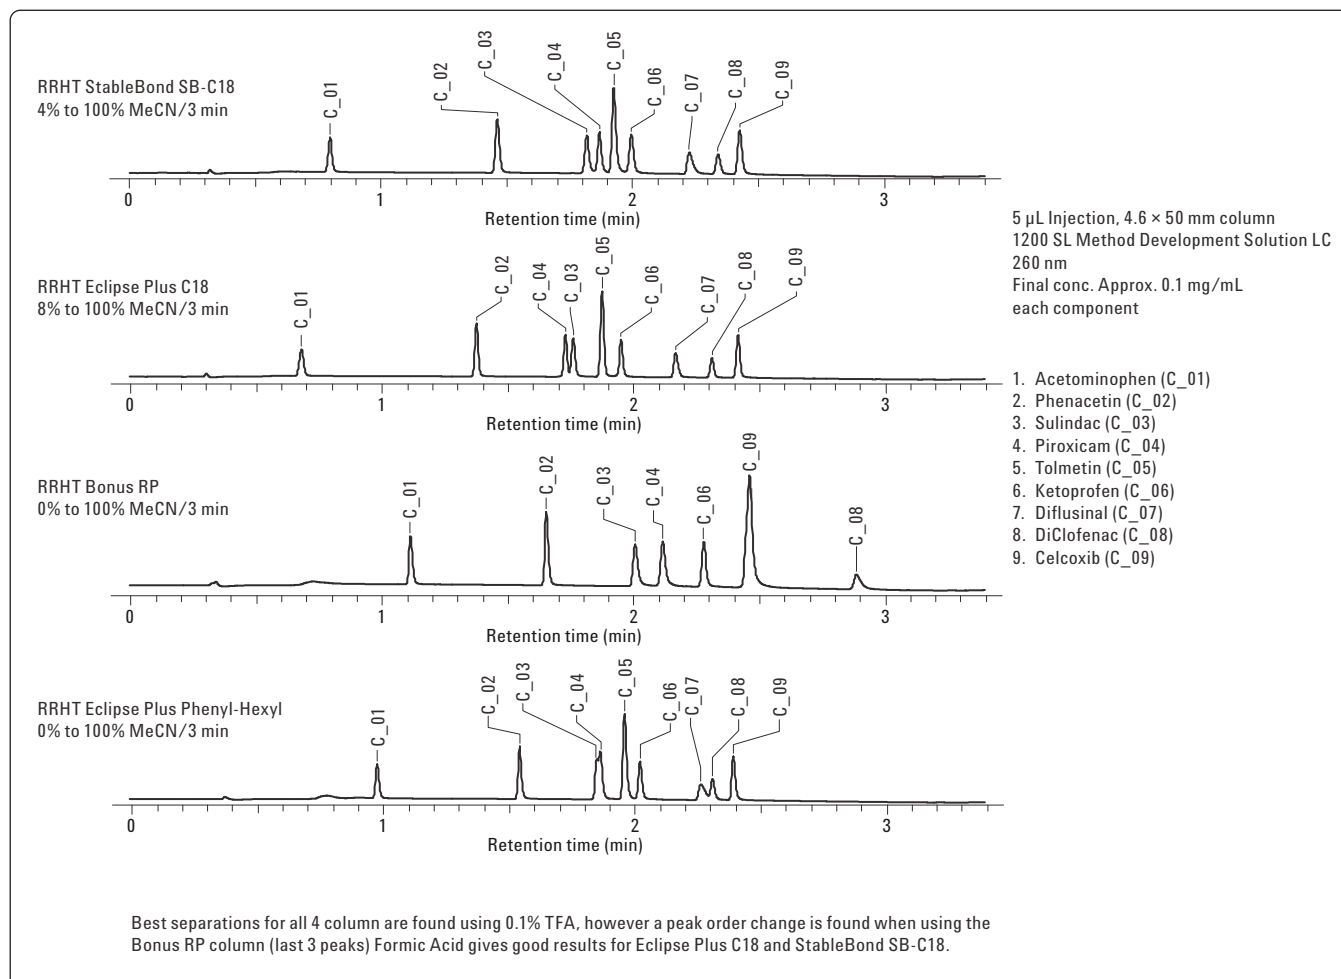 RRHT StableBond SB-C18
4% to 100% MeCN/3 min
C_01
C_02
C_03
C_04
C_05
C_06
C_07
C_08
C_09
0 1 2 3
Retention time (min)
RRHT Eclipse Plus C18
8% to 100% MeCN/3 min
C_01
C_02
C_04
C_03
C_05
C_06
C_07
C_08
C_09
0 1 2 3
Retention time (min)
RRHT Bonus RP
0% to 100% MeCN/3 min
C_01
C_02
C_03
C_04
C_06
C_09
C_08
0 1 2 3
Retention time (min)
RRHT Eclipse Plus Phenyl-Hexyl
0% to 100% MeCN/3 min
C_01
C_02
C_03
C_04
C_05
C_06
C_07
C_08
C_09
0 1 2 3
Retention time (min)
5 µL Injection, 4.6 × 50 mm column
1200 SL Method Development Solution LC
260 nm
Final conc. Approx. 0.1 mg/mL
each component
1. Acetominophen (C_01)
2. Phenacetin (C_02)
3. Sulindac (C_03)
4. Piroxicam (C_04)
5. Tolmetin (C_05)
6. Ketoprofen (C_06)
7. Diflusinal (C_07)
8. DiClofenac (C_08)
9. Celcoxib (C_09)
Best separations for all 4 column are found using 0.1% TFA, however a peak order change is found when using the
Bonus RP column (last 3 peaks) Formic Acid gives good results for Eclipse Plus C18 and StableBond SB-C18.